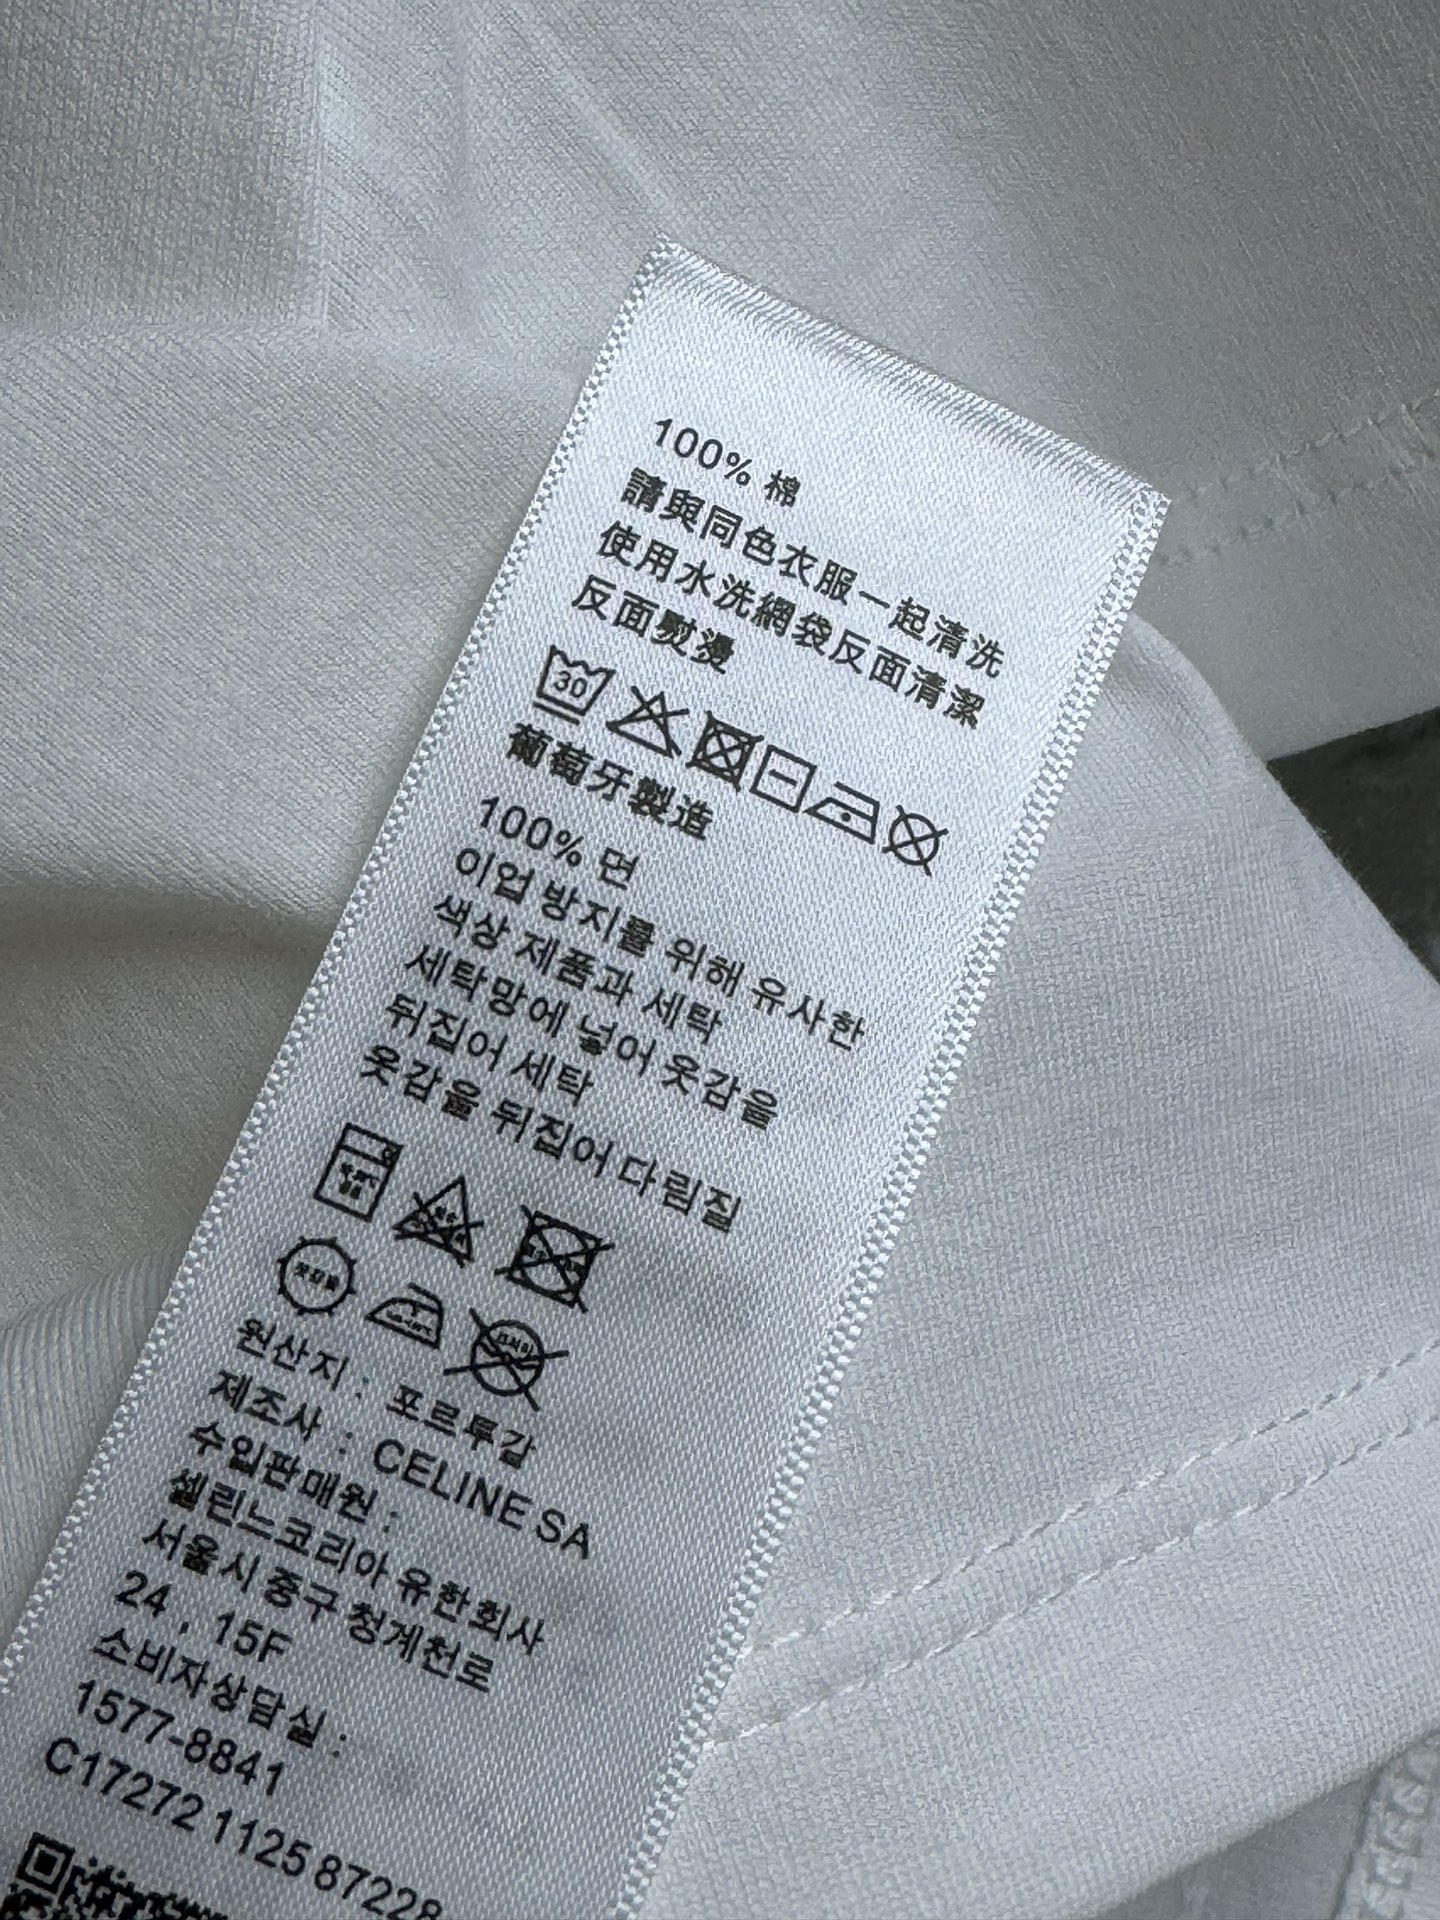 100% 棉
請與同色衣服一起清洗
使用水洗網袋反面清潔
反面熨燙
30
葡萄牙製造
100% 면
이업 방지를 위해 유사한
색상 제품과 세탁
세탁망에 넣어 옷감을
뒤집어 세탁
옷감을 뒤집어 다림질
원산지 : 포르투갈
제조사 : CELINE SA
수입판매원 :
셀린느코리아 유한회사
서울시 중구 청계천로
24 , 15F
소비자상담실 :
1577-8841
C17272 1125 87228